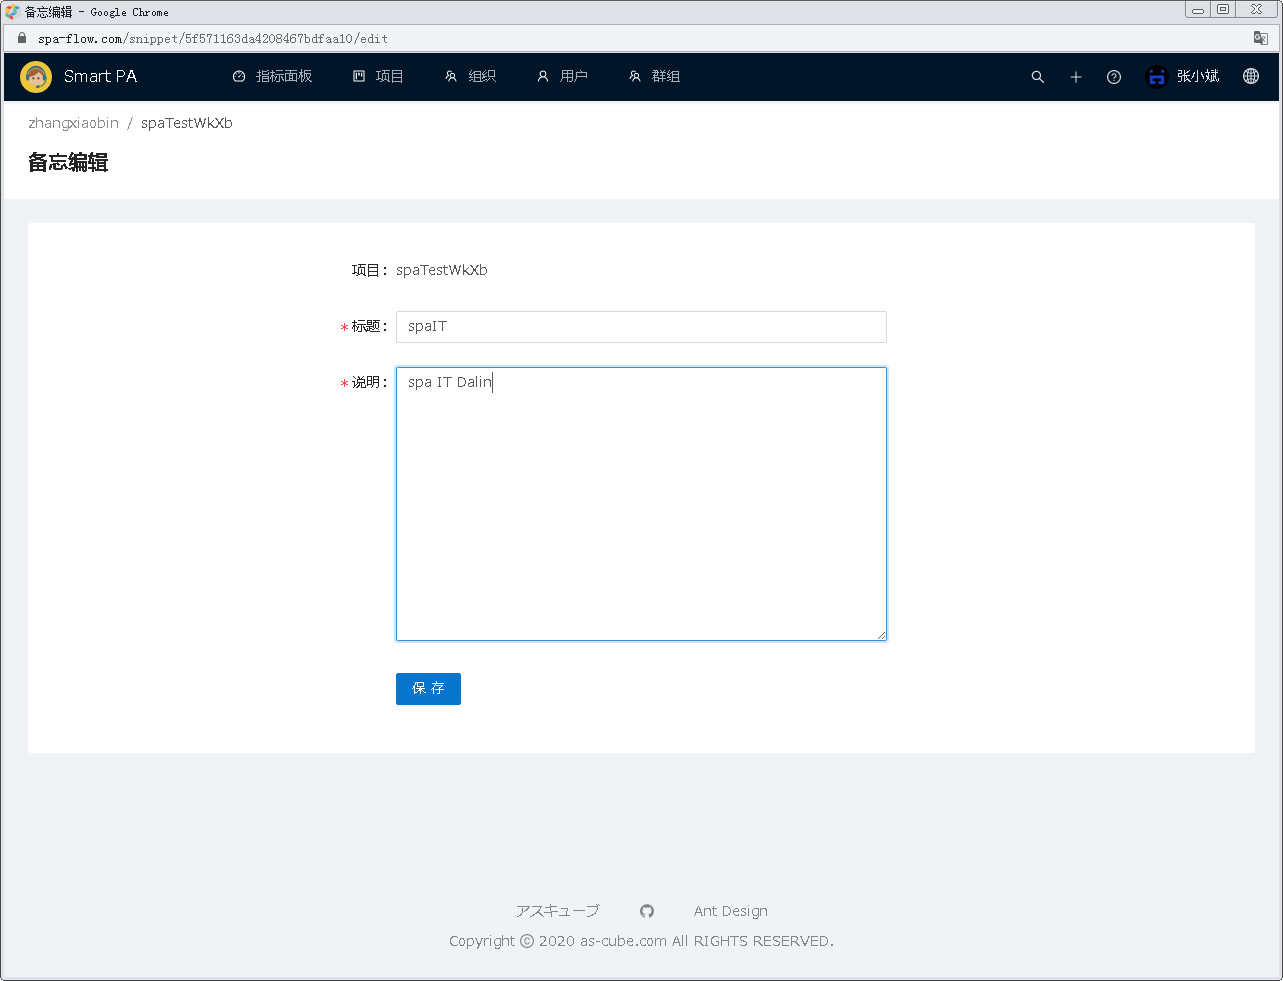 备忘编辑 - Google Chrome
spa-flow.com/snippet/5f571163da4208467bdfaa10/edit
Smart PA 指标面板 项目 组织 用户 群组 张小斌
zhangxiaobin / spaTestWkXb
备忘编辑
项目： spaTestWkXb
* 标题： spaIT
* 说明： spa IT Dalin
保 存
アスキューブ Ant Design
Copyright © 2020 as-cube.com All RIGHTS RESERVED.